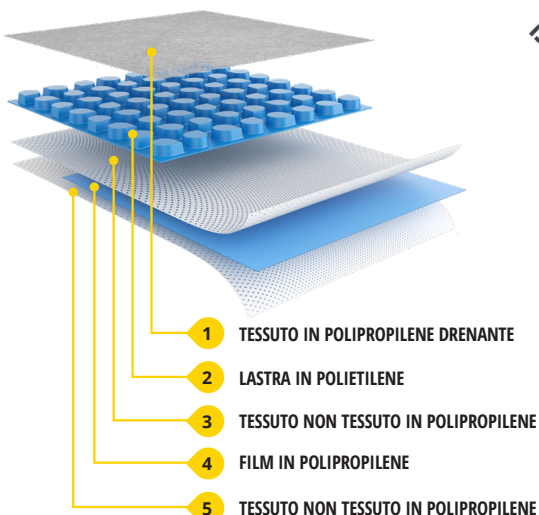 1 TESSUTO IN POLIPROPILENE DRENANTE
2 LASTRA IN POLIETILENE
3 TESSUTO NON TESSUTO IN POLIPROPILENE
4 FILM IN POLIPROPILENE
5 TESSUTO NON TESSUTO IN POLIPROPILENE